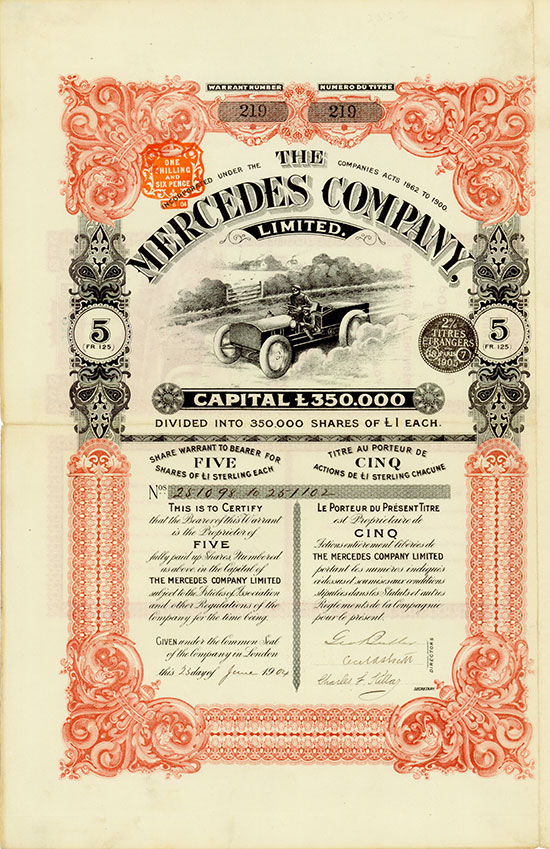 WARRANT NUMBER NUMERO DU TITRE
219 219
ONE
SHILLING
AND
SIX PENCE
INCORPORATED UNDER THE COMPANIES ACTS 1862 TO 1900.
THE
MERCEDES COMPANY,
LIMITED.
5
(FR. 125)
5
(FR. 125)
2%
TITRES
ETRANGERS
PARIS 7
1905
CAPITAL £350.000
DIVIDED INTO 350,000 SHARES OF £1 EACH.
SHARE WARRANT TO BEARER FOR
FIVE
SHARES OF £1 STERLING EACH
TITRE AU PORTEUR DE
CINQ
ACTIONS DE £1 STERLING CHACUNE
Nos. 251098 to 251102
THIS IS TO CERTIFY
that the Bearer of this Warrant
is the Proprietor of
FIVE
fully paid up Shares, Numbered
as above, in the Capital of
THE MERCEDES COMPANY LIMITED
subject to the Articles of Association
and other Regulations of the
Company for the time being.
GIVEN under the Common Seal
of the Company in London
this 23 day of June 1904
LE PORTEUR DU PRÉSENT TITRE
est Propriétaire de
CINQ
Actions entièrement libérées de
THE MERCEDES COMPANY LIMITED
portant les numéros indiqués
ci-dessus et soumises aux conditions
stipulées dans les Statuts et autres
Reglements de la Compagnie
pour le présent.
DIRECTORS
Charles F.
SECRETARY